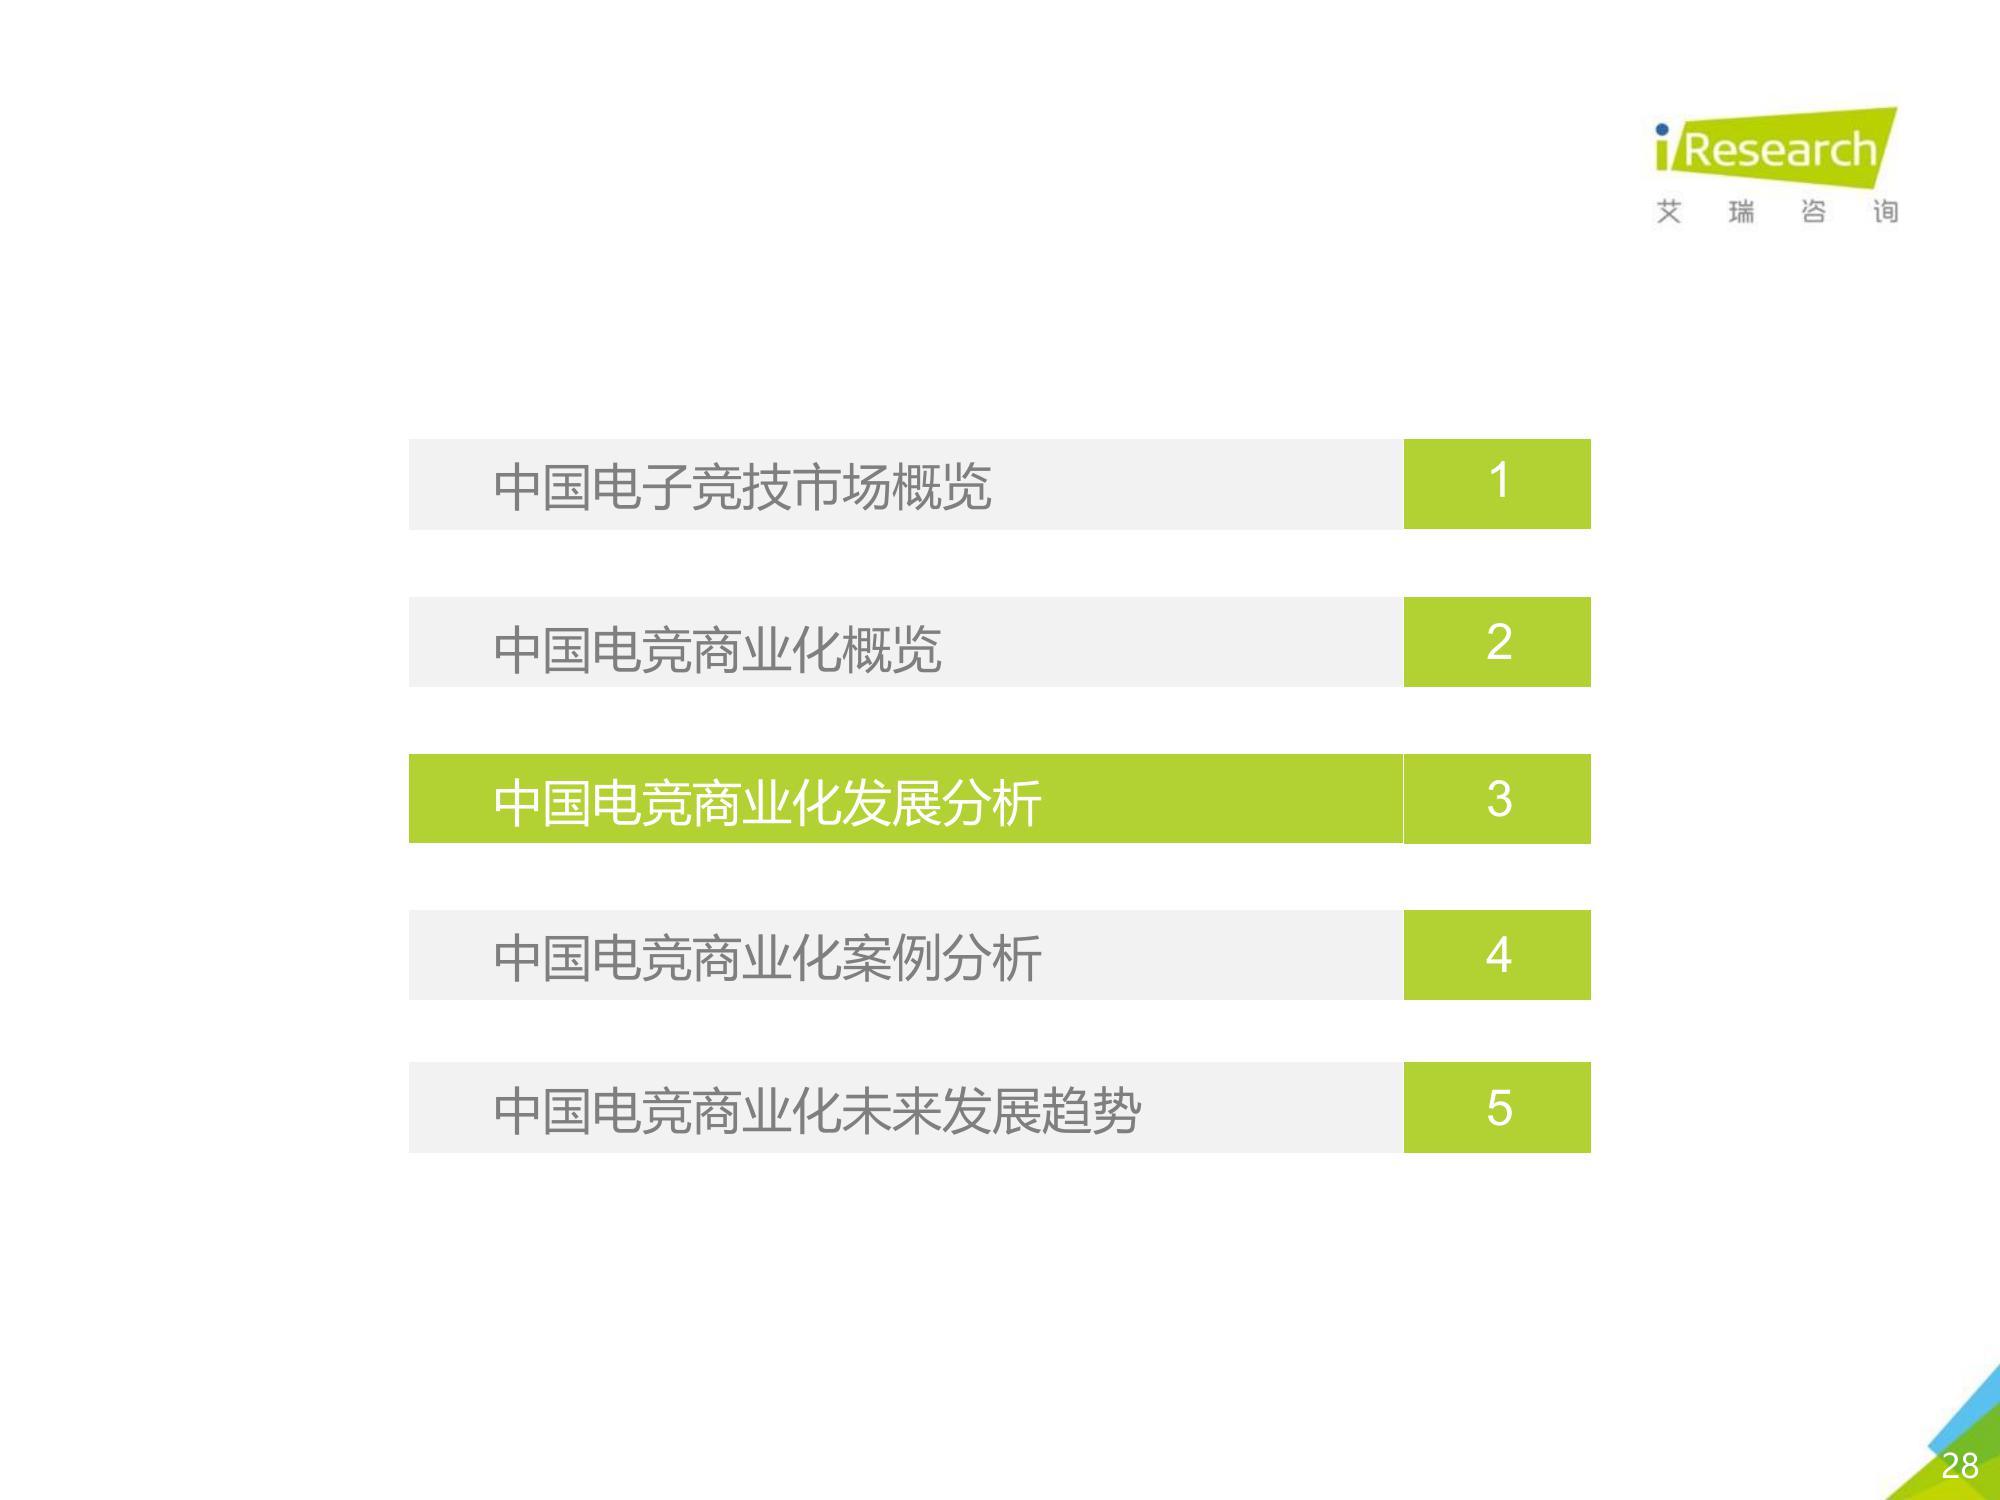 iResearch
艾瑞咨询
中国电子竞技市场概览 1
中国电竞商业化概览 2
中国电竞商业化发展分析 3
中国电竞商业化案例分析 4
中国电竞商业化未来发展趋势 5
28